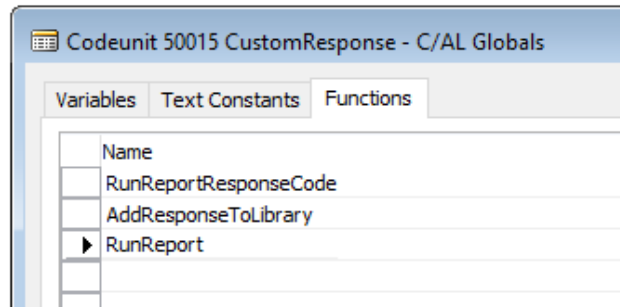 Codeunit 50015 CustomResponse - C/AL Globals
Variables Text Constants Functions
Name
RunReportResponseCode
AddResponseToLibrary
RunReport